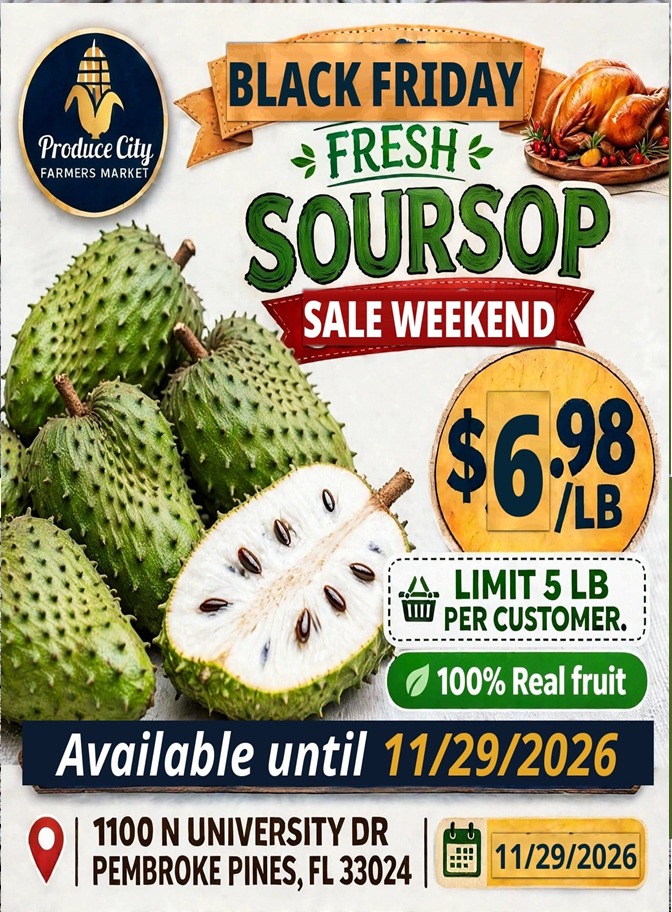 Produce City
FARMERS MARKET
BLACK FRIDAY
FRESH
SOURSOP
SALE WEEKEND
$6.98
/LB
LIMIT 5 LB
PER CUSTOMER.
100% Real fruit
Available until 11/29/2026
1100 N UNIVERSITY DR
PEMBROKE PINES, FL 33024
11/29/2026